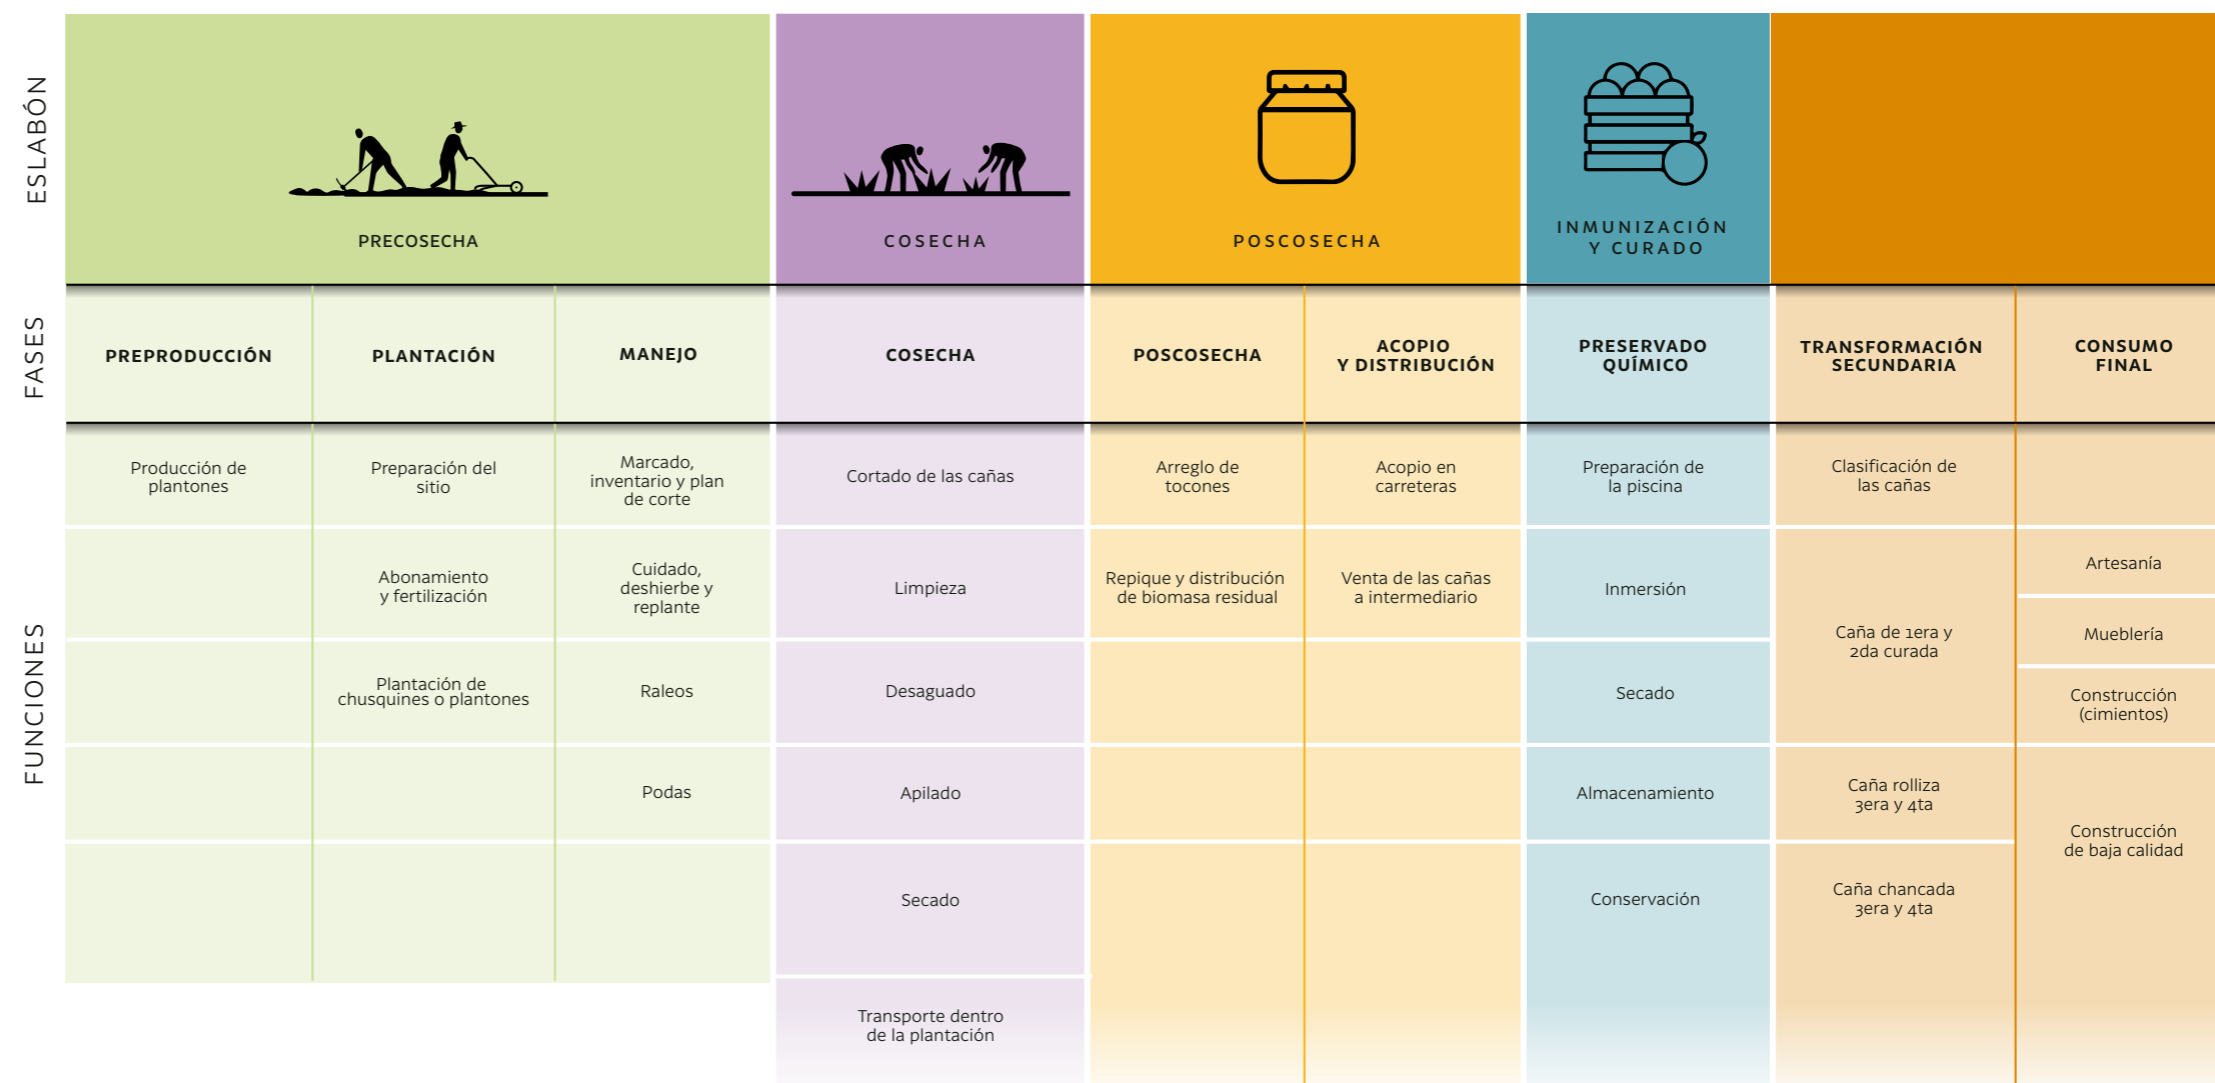 ESLABÓN
PRECOSECHA
COSECHA
POSCOSECHA
INMUNIZACIÓN
Y CURADO
FASES
PREPRODUCCIÓN
PLANTACIÓN
MANEJO
COSECHA
POSCOSECHA
ACOPIO
Y DISTRIBUCIÓN
PRESERVADO
QUÍMICO
TRANSFORMACIÓN
SECUNDARIA
CONSUMO
FINAL
FUNCIONES
Producción de
plantones
Preparación del
sitio
Marcado,
inventario y plan
de corte
Cortado de las cañas
Arreglo de
tocones
Acopio en
carreteras
Preparación de
la piscina
Clasificación de
las cañas
Abonamiento
y fertilización
Cuidado,
deshierbe y
replante
Limpieza
Repique y distribución
de biomasa residual
Venta de las cañas
a intermediario
Inmersión
Caña de 1era y
2da curada
Artesanía
Mueblería
Plantación de
chusquines o plantones
Raleos
Desaguado
Secado
Construcción
(cimientos)
Podas
Apilado
Almacenamiento
Caña rolliza
3era y 4ta
Construcción
de baja calidad
Secado
Conservación
Caña chancada
3era y 4ta
Transporte dentro
de la plantación